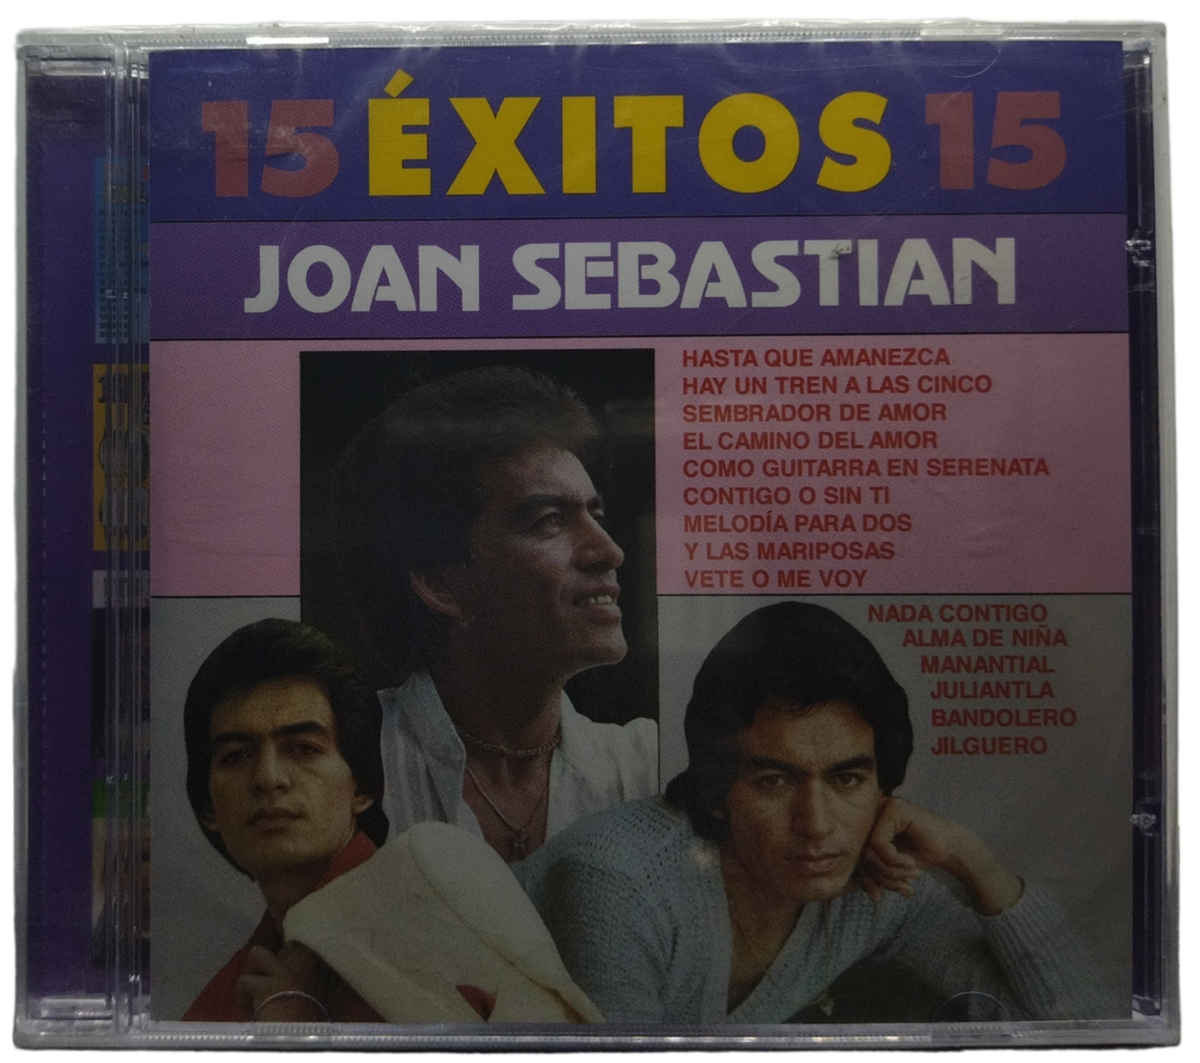 15 ÉXITOS 15
JOAN SEBASTIAN
HASTA QUE AMANEZCA
HAY UN TREN A LAS CINCO
SEMBRADOR DE AMOR
EL CAMINO DEL AMOR
COMO GUITARRA EN SERENATA
CONTIGO O SIN TI
MELODÍA PARA DOS
Y LAS MARIPOSAS
VETE O ME VOY
NADA CONTIGO
ALMA DE NIÑA
MANANTIAL
JULIANTLA
BANDOLERO
JILGUERO